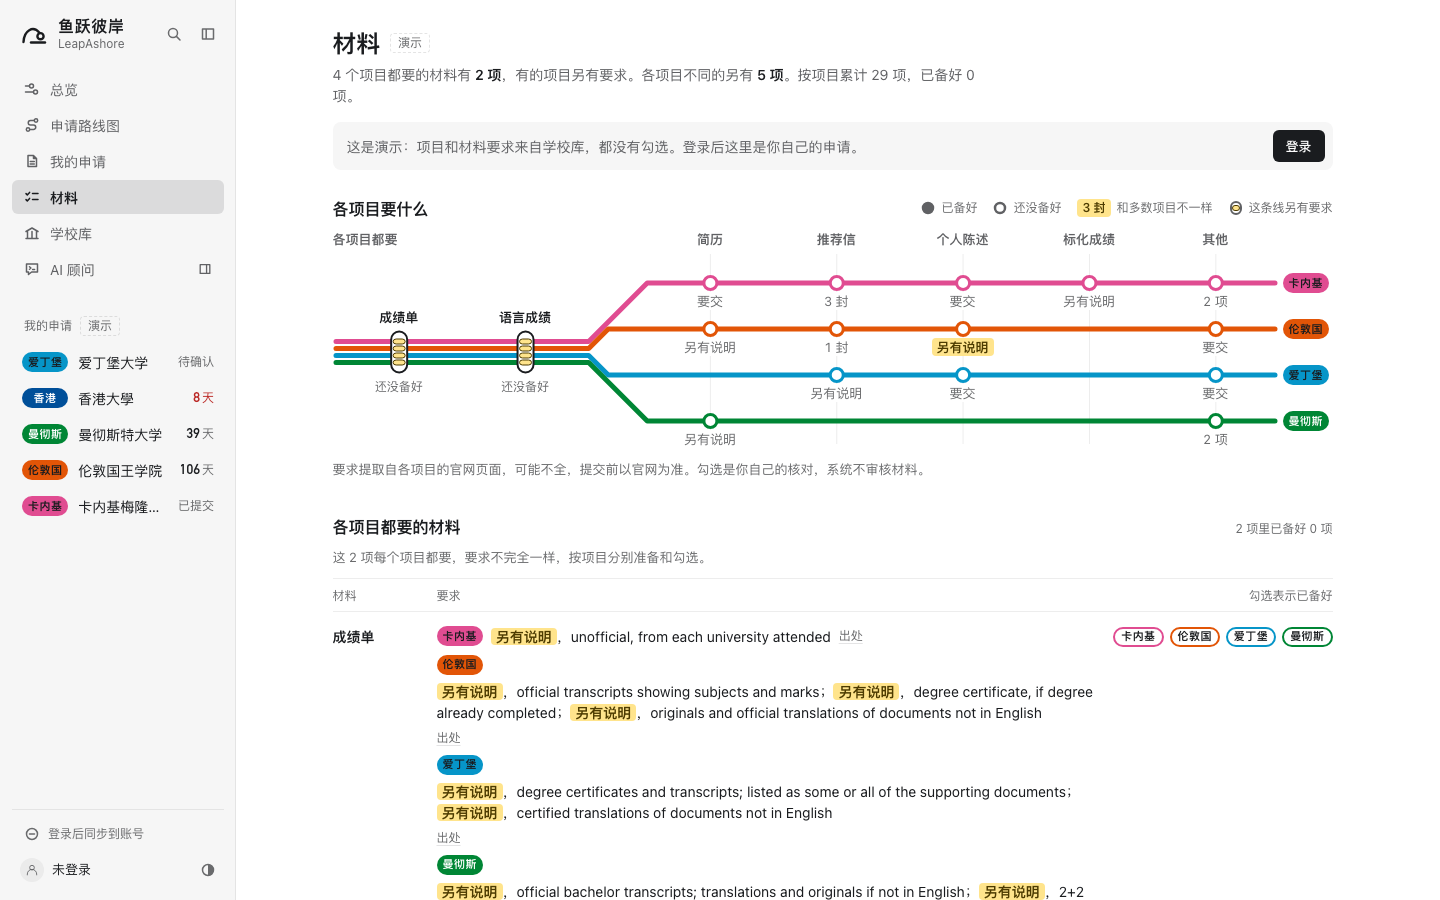 鱼跃彼岸
LeapAshore
总览
申请路线图
我的申请
材料
学校库
AI 顾问
我的申请 演示
爱丁堡 爱丁堡大学 待确认
香港 香港大學 8 天
曼彻斯 曼彻斯特大学 39 天
伦敦国 伦敦国王学院 106 天
卡内基 卡内基梅隆... 已提交
登录后同步到账号
未登录
材料 演示
4 个项目都要的材料有 2 项，有的项目另有要求。各项目不同的另有 5 项。按项目累计 29 项，已备好 0
项。
这是演示：项目和材料要求来自学校库，都没有勾选。登录后这里是你自己的申请。 登录
各项目要什么 已备好 还没备好 3 封 和多数项目不一样 这条线另有要求
各项目都要 简历 推荐信 个人陈述 标化成绩 其他
卡内基
要交 3 封 要交 另有说明 2 项
成绩单 语言成绩 伦敦国
另有说明 1 封 另有说明 要交
爱丁堡
还没备好 还没备好 另有说明 要交 要交
曼彻斯
另有说明 2 项
要求提取自各项目的官网页面，可能不全，提交前以官网为准。勾选是你自己的核对，系统不审核材料。
各项目都要的材料 2 项里已备好 0 项
这 2 项每个项目都要，要求不完全一样，按项目分别准备和勾选。
材料 要求 勾选表示已备好
成绩单 卡内基 另有说明，unofficial, from each university attended 出处 卡内基 伦敦国 爱丁堡 曼彻斯
伦敦国
另有说明，official transcripts showing subjects and marks；另有说明，degree certificate, if degree
already completed；另有说明，originals and official translations of documents not in English
出处
爱丁堡
另有说明，degree certificates and transcripts; listed as some or all of the supporting documents；
另有说明，certified translations of documents not in English
出处
曼彻斯
另有说明，official bachelor transcripts; translations and originals if not in English；另有说明，2+2